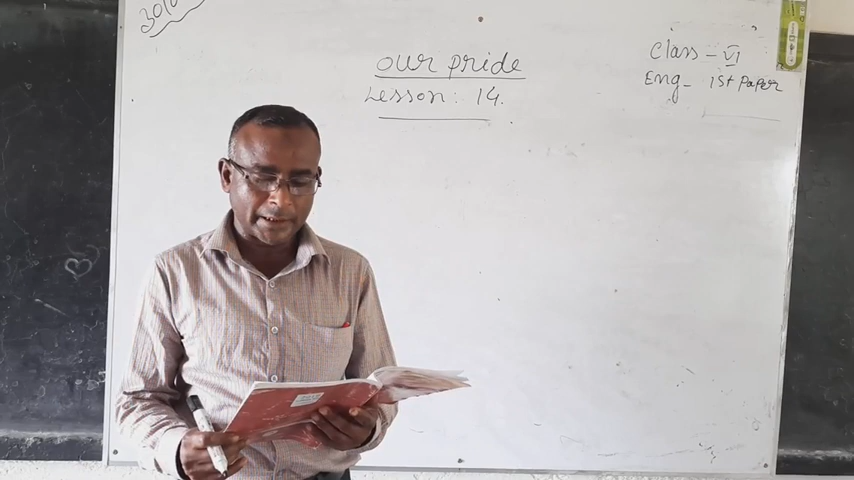 our pride
Lesson: 14.
Class - VI
Eng - 1st Paper